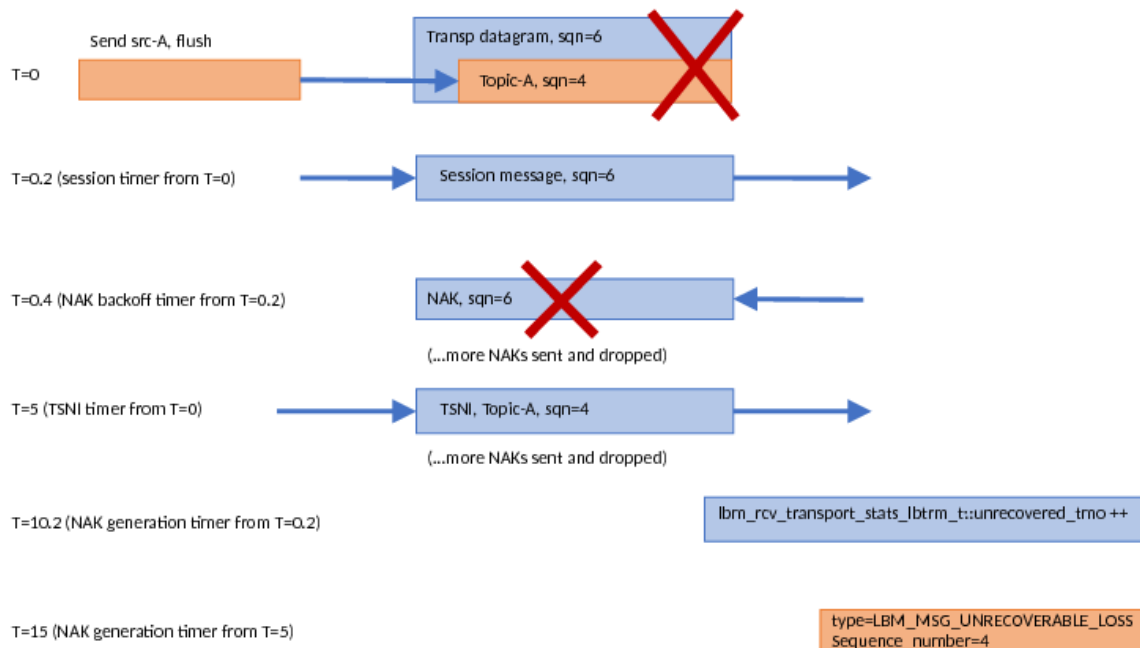 Send src-A, flush
Transp datagram, sqn=6
T=0
Topic-A, sqn=4
T=0.2 (session timer from T=0)
Session message, sqn=6
T=0.4 (NAK backoff timer from T=0.2)
NAK, sqn=6
(...more NAKs sent and dropped)
T=5 (TSNI timer from T=0)
TSNI, Topic-A, sqn=4
(...more NAKs sent and dropped)
T=10.2 (NAK generation timer from T=0.2)
lbm_rcv_transport_stats_lbtrm_t::unrecovered_tmo ++
T=15 (NAK generation timer from T=5)
type=LBM_MSG_UNRECOVERABLE_LOSS
Sequence_number=4